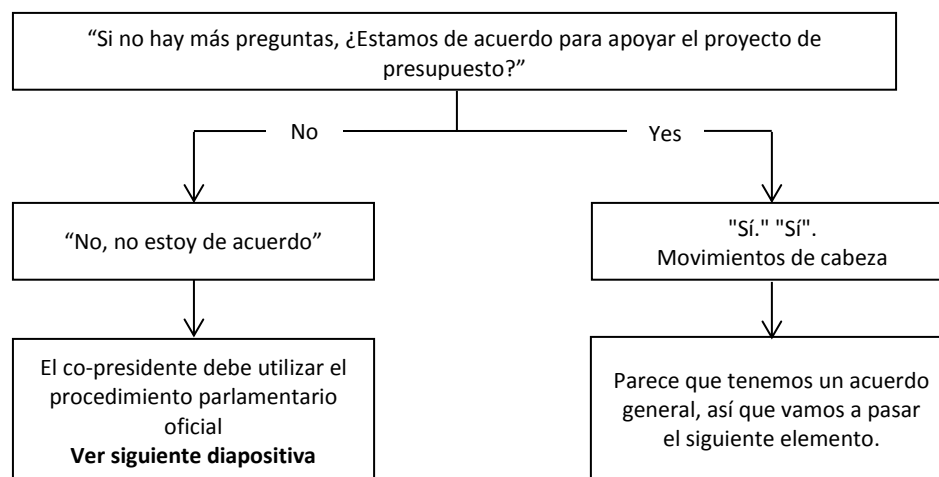 “Si no hay más preguntas, ¿Estamos de acuerdo para apoyar el proyecto de
presupuesto?”
No
Yes
“No, no estoy de acuerdo”
"Sí." "Sí".
Movimientos de cabeza
El co-presidente debe utilizar el
procedimiento parlamentario
oficial
Ver siguiente diapositiva
Parece que tenemos un acuerdo
general, así que vamos a pasar
el siguiente elemento.